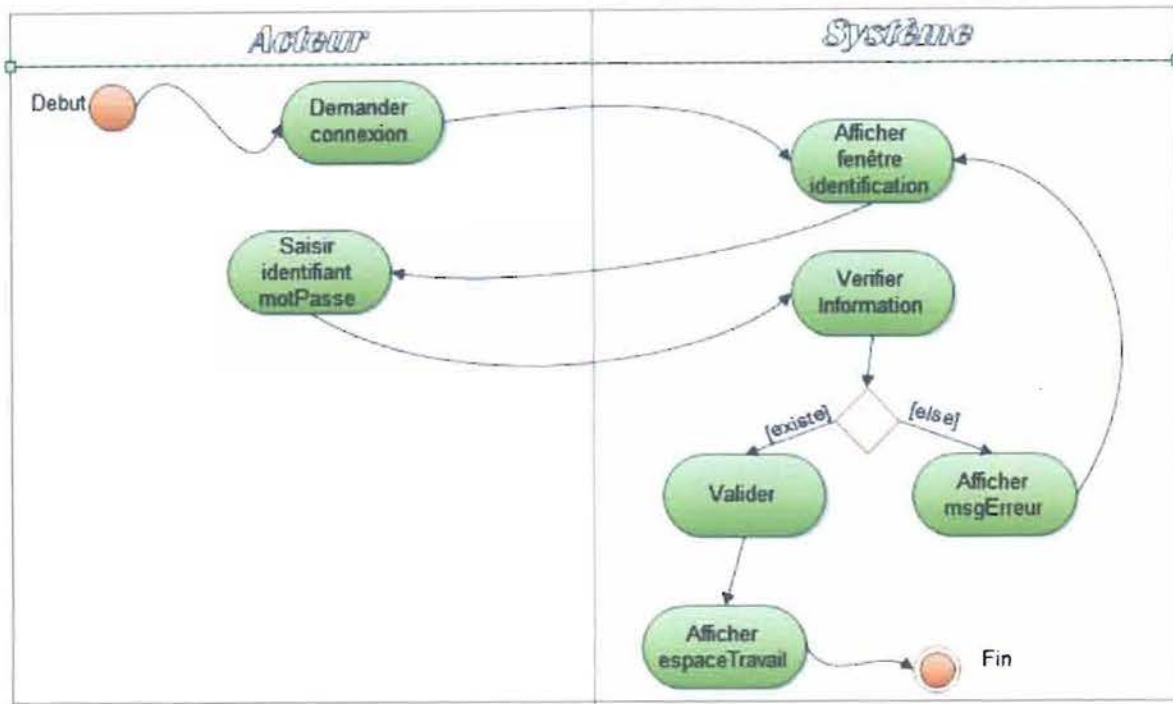 Acteur
Système
Debut
Demander
connexion
Afficher
fenêtre
identification
Saisir
identifiant
motPasse
Verifier
Information
[existe]
[else]
Valider
Afficher
msgErreur
Afficher
espaceTravail
Fin